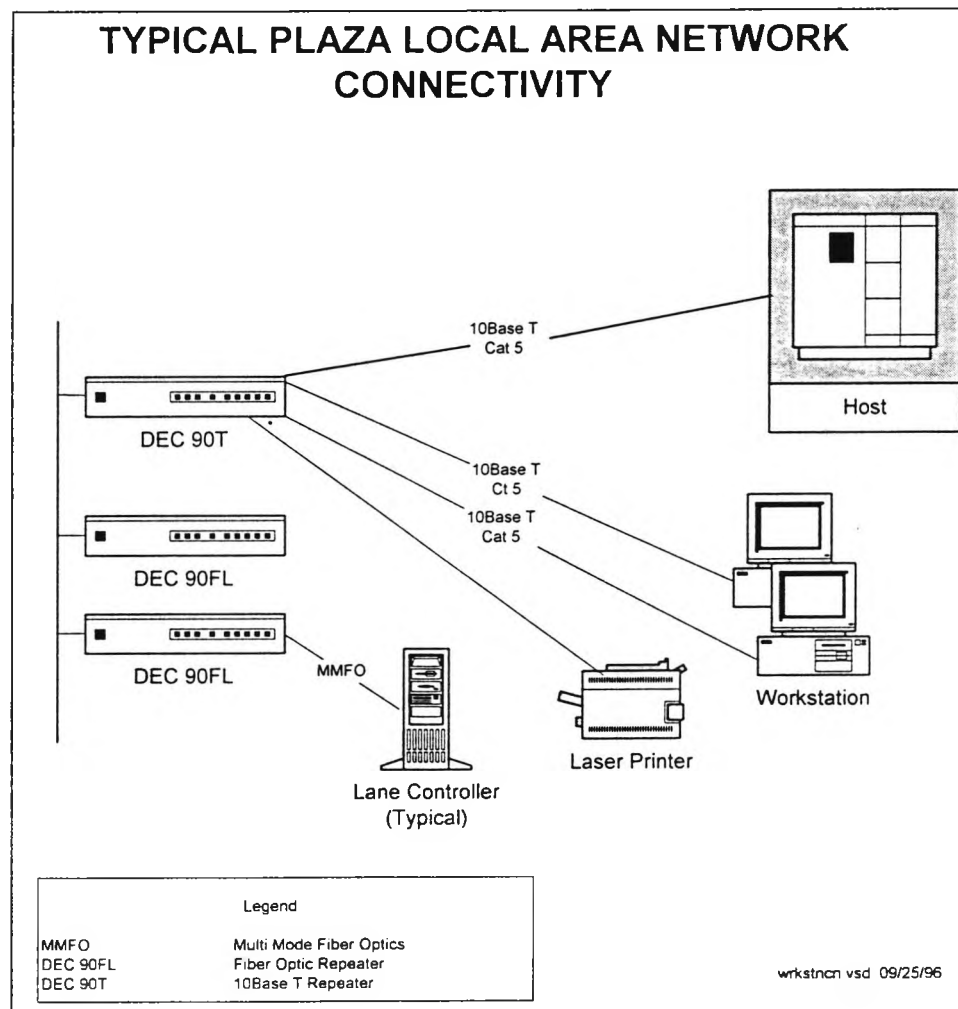 TYPICAL PLAZA LOCAL AREA NETWORK
CONNECTIVITY
10Base T
Cat 5
Host
DEC 90T
10Base T
Ct 5
10Base T
Cat 5
DEC 90FL
DEC 90FL
MMFO
Workstation
Laser Printer
Lane Controller
(Typical)
Legend
MMFO Multi Mode Fiber Optics
DEC 90FL Fiber Optic Repeater
DEC 90T 10Base T Repeater
wrkstncn vsd 09/25/96